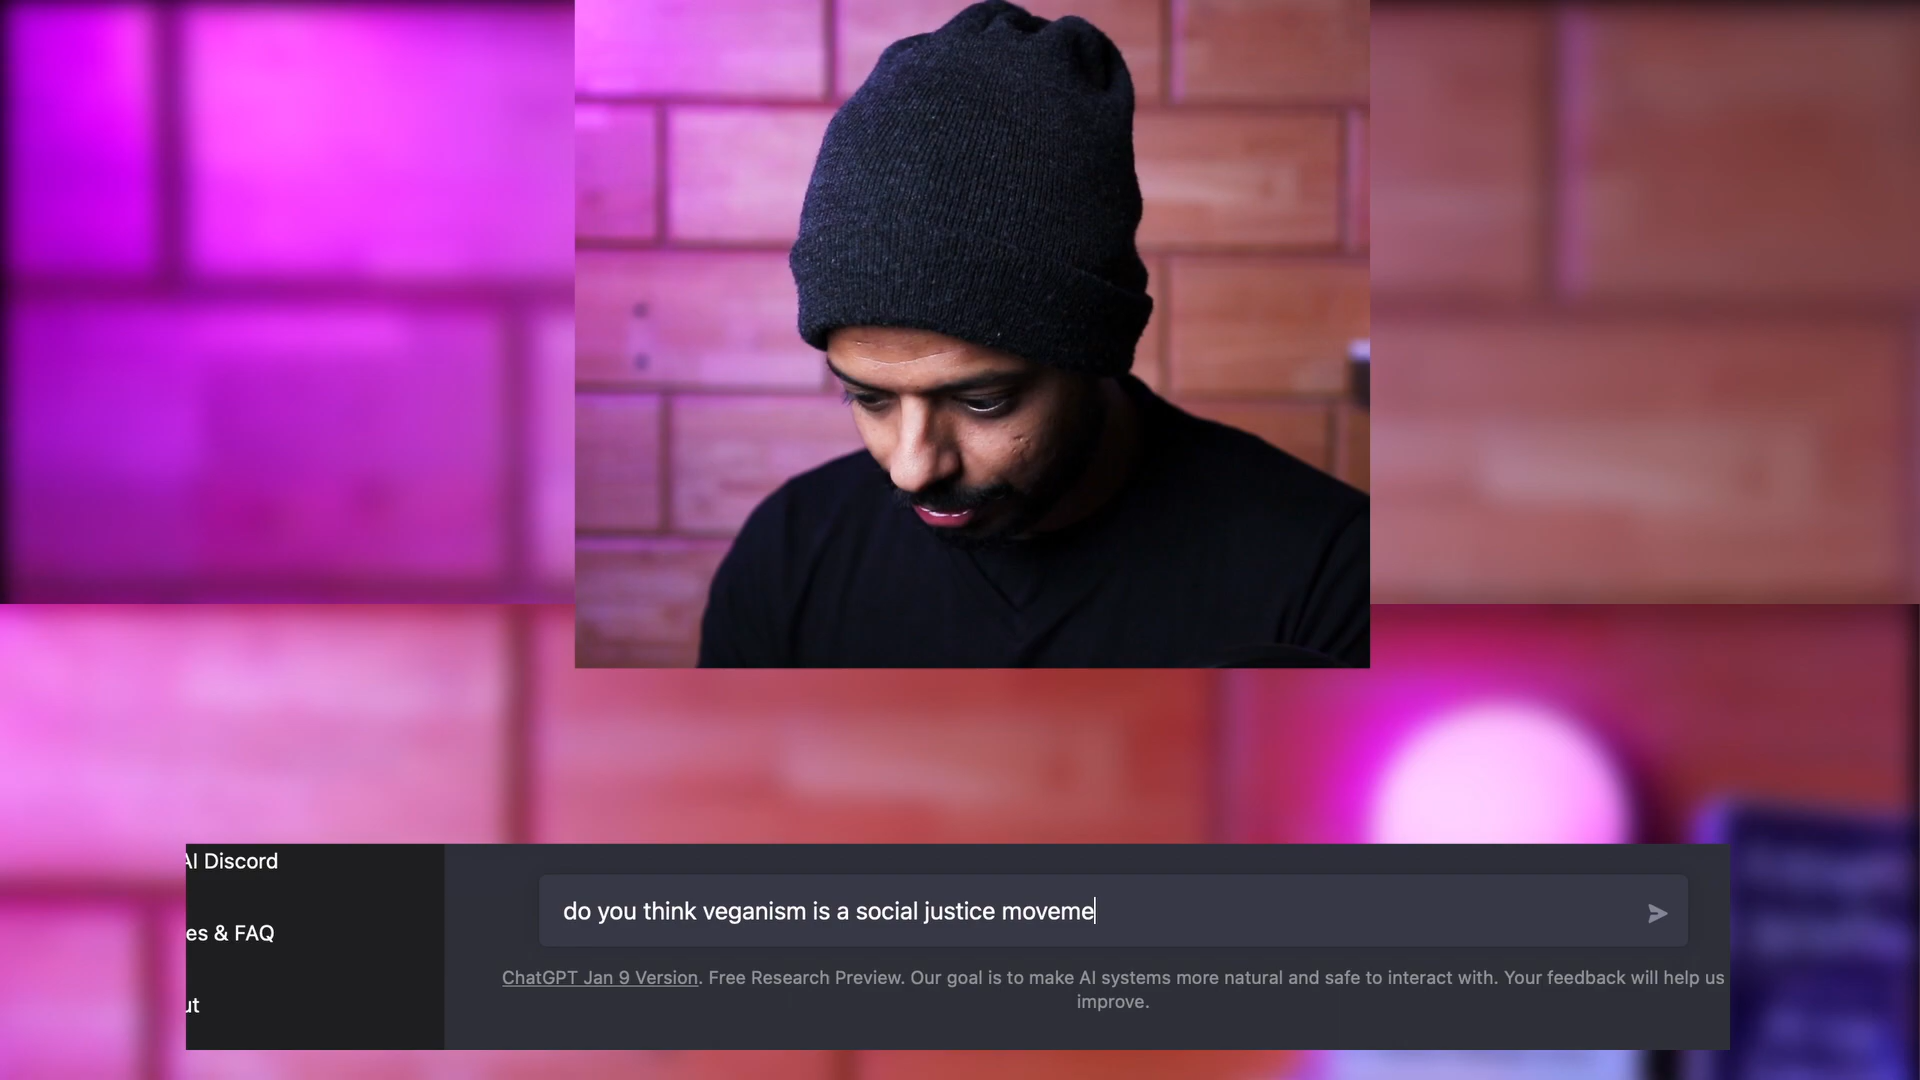 AI Discord
do you think veganism is a social justice moveme
es & FAQ
ChatGPT Jan 9 Version. Free Research Preview. Our goal is to make AI systems more natural and safe to interact with. Your feedback will help us
improve.
ut